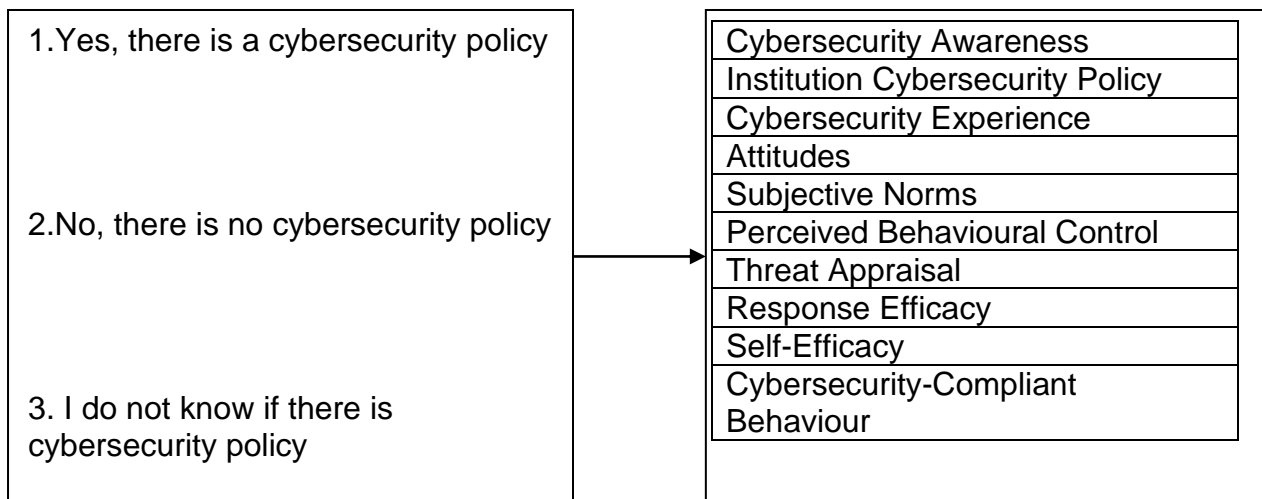 1.Yes, there is a cybersecurity policy
2.No, there is no cybersecurity policy
3. I do not know if there is
cybersecurity policy
Cybersecurity Awareness
Institution Cybersecurity Policy
Cybersecurity Experience
Attitudes
Subjective Norms
Perceived Behavioural Control
Threat Appraisal
Response Efficacy
Self-Efficacy
Cybersecurity-Compliant
Behaviour